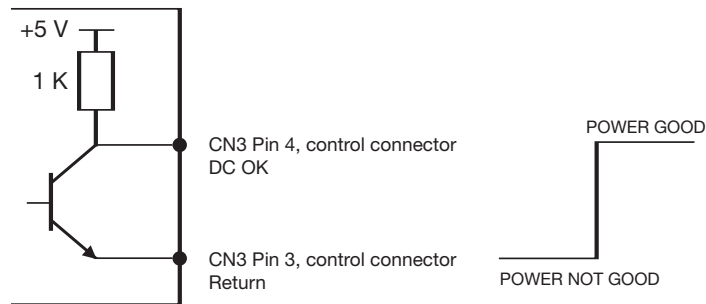 +5 V
1 K
CN3 Pin 4, control connector
DC OK
CN3 Pin 3, control connector
Return
POWER GOOD
POWER NOT GOOD